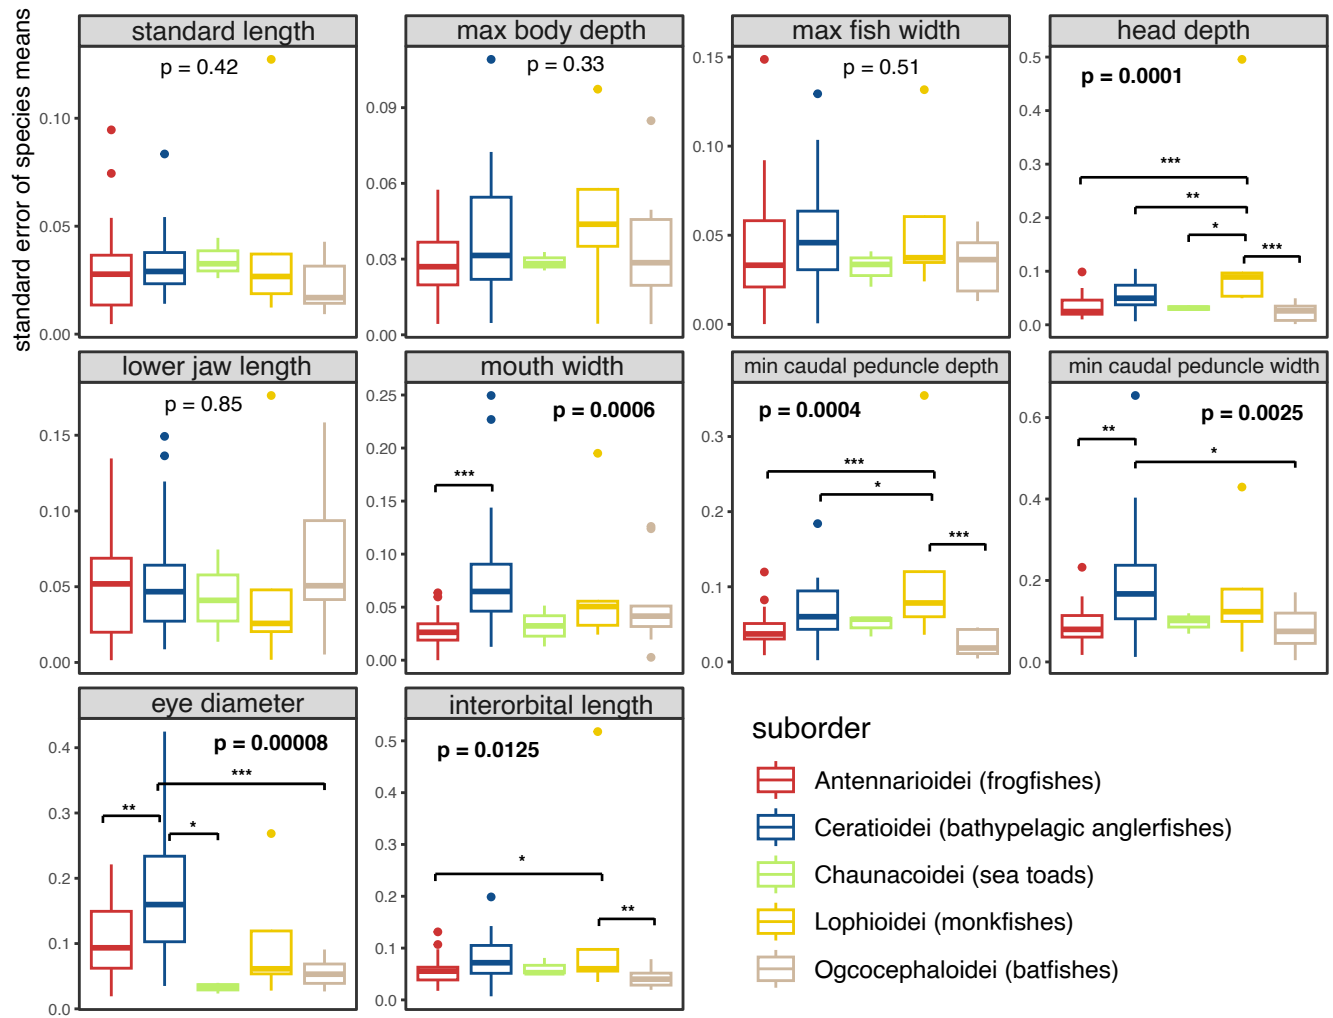 standard error of species means
standard length
p = 0.42
0.10
0.05
0.00
max body depth
p = 0.33
0.09
0.06
0.03
0.00
max fish width
p = 0.51
0.15
0.10
0.05
0.00
head depth
p = 0.0001
0.5
0.4
0.3
0.2
0.1
0.0
***
**
*
***
lower jaw length
p = 0.85
0.15
0.10
0.05
0.00
mouth width
p = 0.0006
0.25
0.20
0.15
0.10
0.05
0.00
***
min caudal peduncle depth
p = 0.0004
0.3
0.2
0.1
0.0
***
*
***
min caudal peduncle width
p = 0.0025
0.6
0.4
0.2
0.0
**
*
eye diameter
p = 0.00008
0.4
0.3
0.2
0.1
0.0
***
**
*
interorbital length
p = 0.0125
0.5
0.4
0.3
0.2
0.1
0.0
*
**
suborder
Antennarioidei (frogfishes)
Ceratioidei (bathypelagic anglerfishes)
Chaunacoidei (sea toads)
Lophioidei (monkfishes)
Ogcocephaloidei (batfishes)